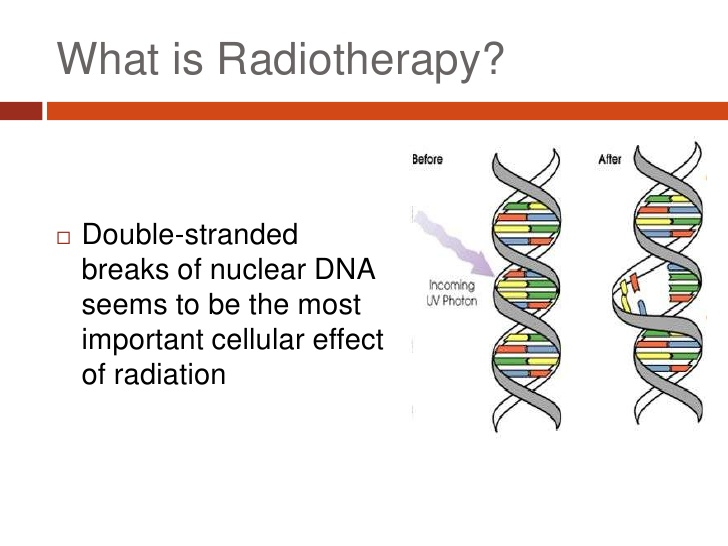 What is Radiotherapy?
Double-stranded
breaks of nuclear DNA
seems to be the most
important cellular effect
of radiation
Before
After
Incoming
UV Photon